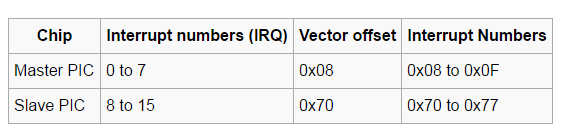 Chip Interrupt numbers (IRQ) Vector offset Interrupt Numbers
Master PIC 0 to 7 0x08 0x08 to 0x0F
Slave PIC 8 to 15 0x70 0x70 to 0x77